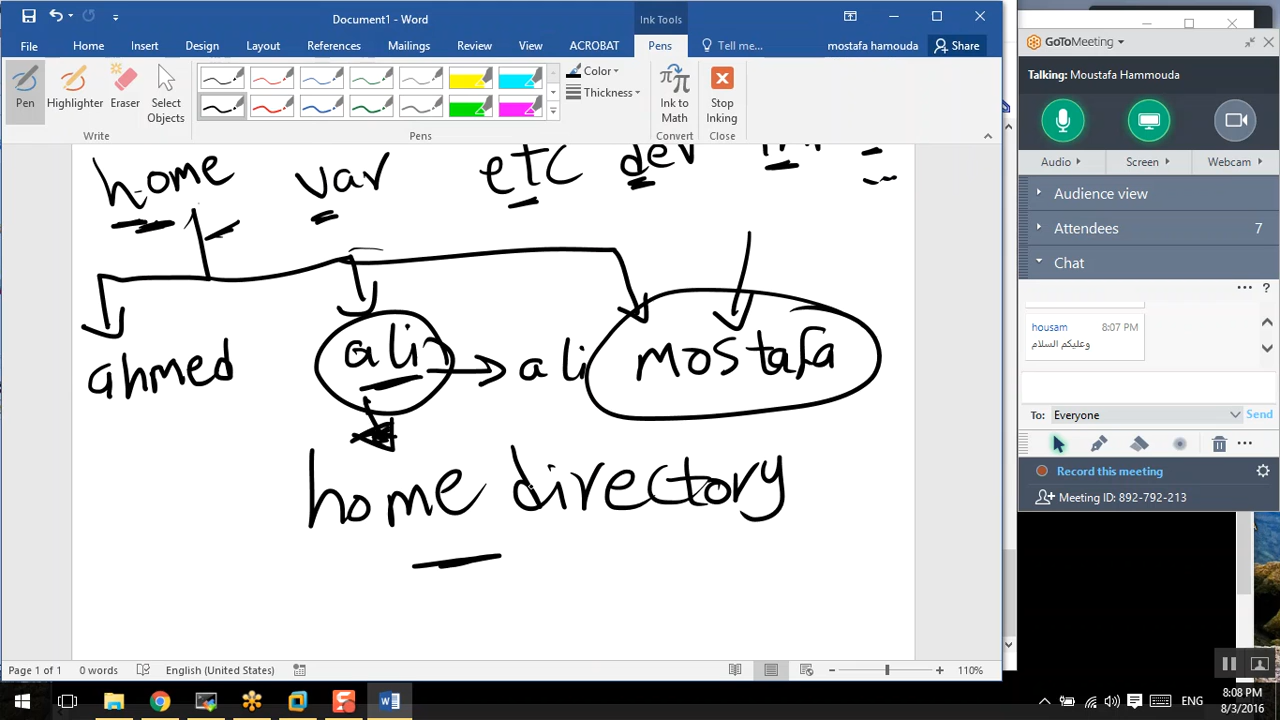 Document1 - Word
Ink Tools
GoToMeeting
File Home Insert Design Layout References Mailings Review View ACROBAT Pens Tell me... mostafa hamouda Share
Talking: Moustafa Hammouda
Pen Highlighter Eraser Select Objects
Color
Thickness
Ink to Math
Stop Inking
Write Pens Convert Close
Audio Screen Webcam
Audience view
Attendees 7
Chat
home var etc dev
housam 8:07 PM
وعليكم السلام
ahmed ali ali mostafa
home directory
To: Everyone Send
Record this meeting
Meeting ID: 892-792-213
Page 1 of 1 0 words English (United States) 110%
ENG
8:08 PM
8/3/2016